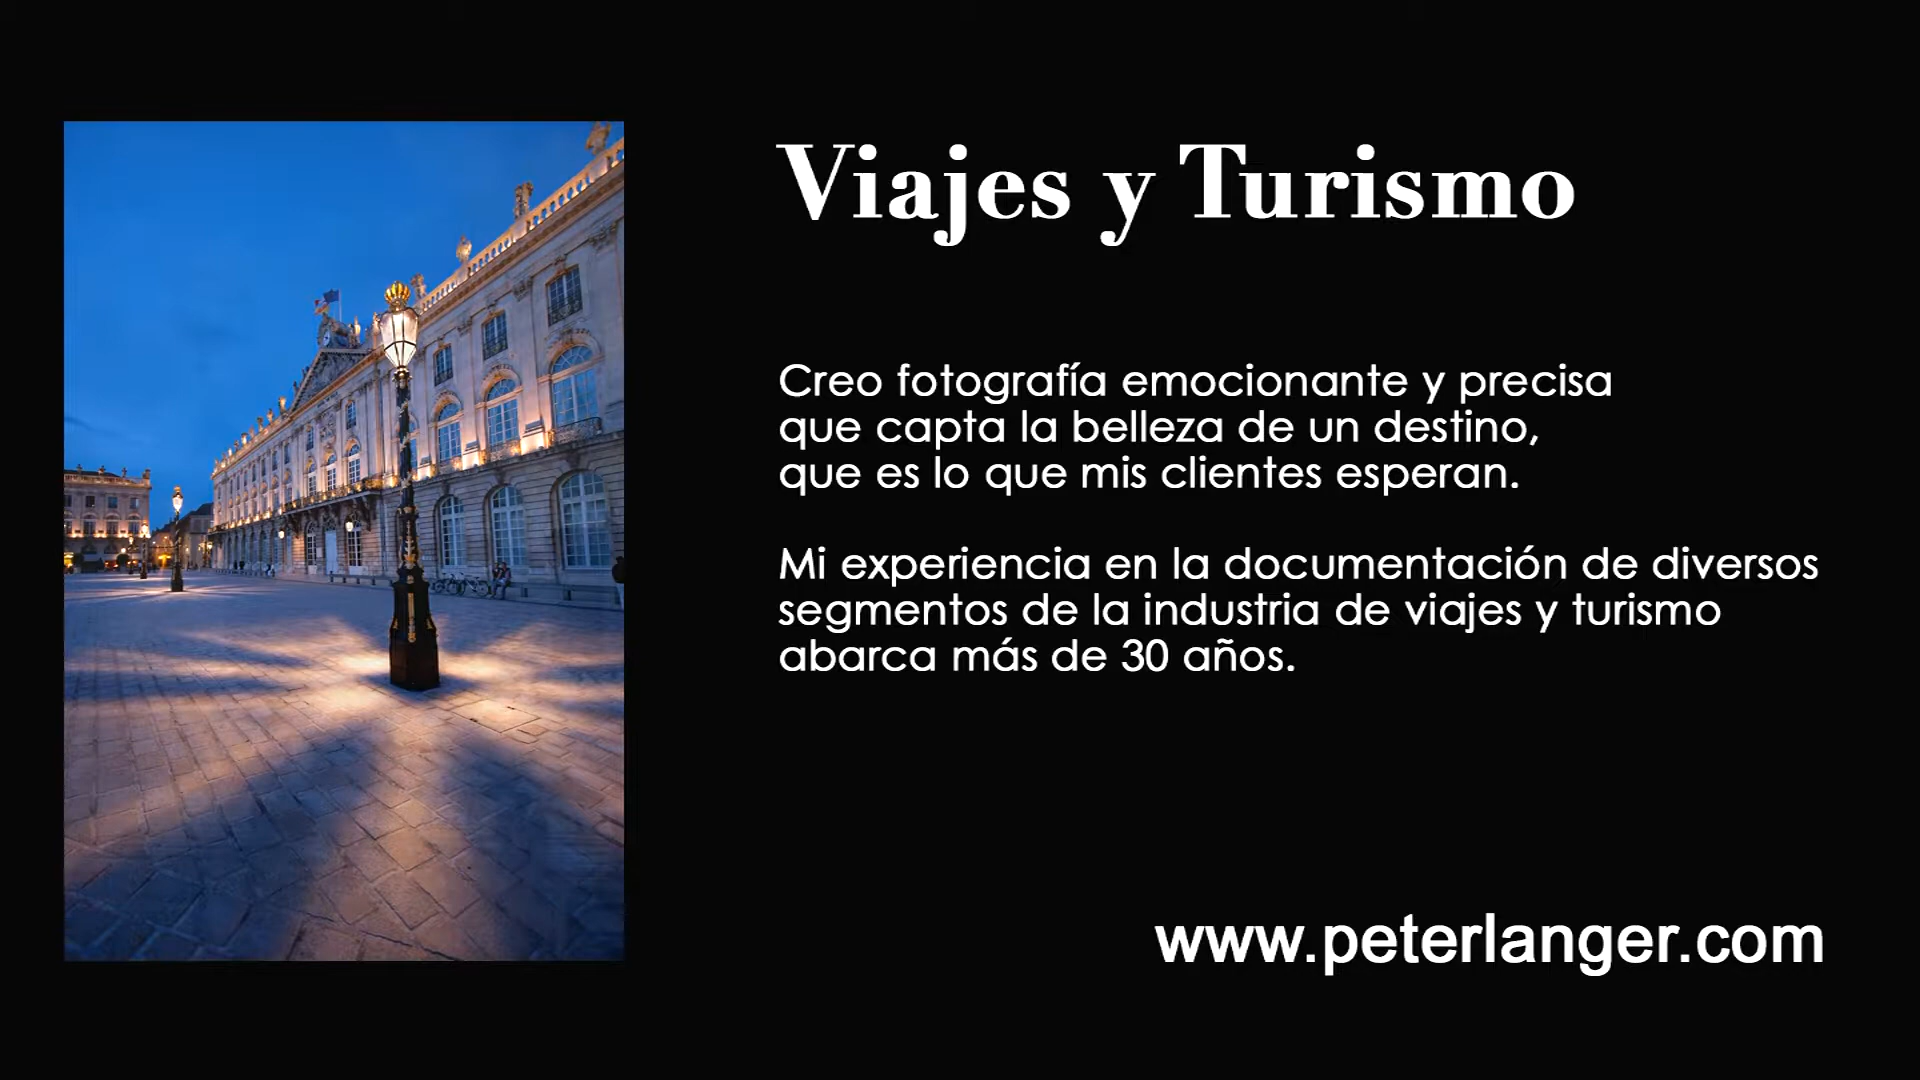 Viajes y Turismo
Creo fotografía emocionante y precisa
que capta la belleza de un destino,
que es lo que mis clientes esperan.
Mi experiencia en la documentación de diversos
segmentos de la industria de viajes y turismo
abarca más de 30 años.
www.peterlanger.com